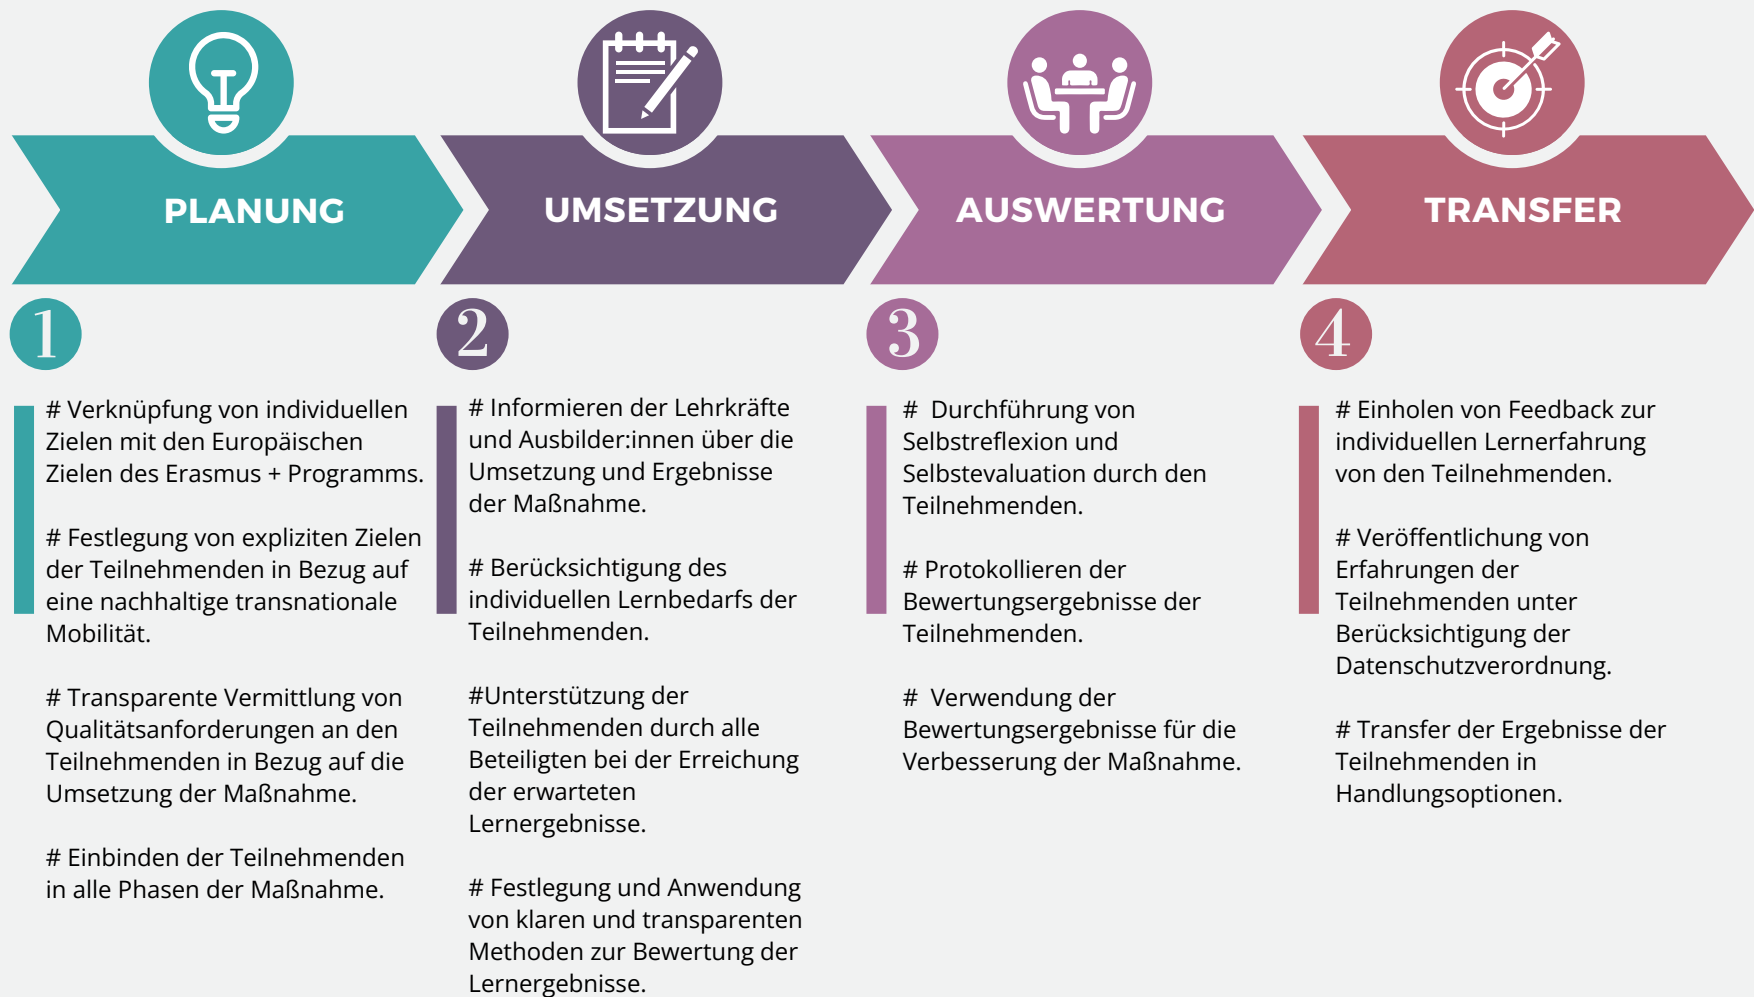 PLANUNG
UMSETZUNG
AUSWERTUNG
TRANSFER
1
# Verknüpfung von individuellen
Zielen mit den Europäischen
Zielen des Erasmus + Programms.
# Festlegung von expliziten Zielen
der Teilnehmenden in Bezug auf
eine nachhaltige transnationale
Mobilität.
# Transparente Vermittlung von
Qualitätsanforderungen an den
Teilnehmenden in Bezug auf die
Umsetzung der Maßnahme.
# Einbinden der Teilnehmenden
in alle Phasen der Maßnahme.
2
# Informieren der Lehrkräfte
und Ausbilder:innen über die
Umsetzung und Ergebnisse
der Maßnahme.
# Berücksichtigung des
individuellen Lernbedarfs der
Teilnehmenden.
#Unterstützung der
Teilnehmenden durch alle
Beteiligten bei der Erreichung
der erwarteten
Lernergebnisse.
# Festlegung und Anwendung
von klaren und transparenten
Methoden zur Bewertung der
Lernergebnisse.
3
#  Durchführung von
Selbstreflexion und
Selbstevaluation durch den
Teilnehmenden.
# Protokollieren der
Bewertungsergebnisse der
Teilnehmenden.
#  Verwendung der
Bewertungsergebnisse für die
Verbesserung der Maßnahme.
4
# Einholen von Feedback zur
individuellen Lernerfahrung
von den Teilnehmenden.
# Veröffentlichung von
Erfahrungen der
Teilnehmenden unter
Berücksichtigung der
Datenschutzverordnung.
# Transfer der Ergebnisse der
Teilnehmenden in
Handlungsoptionen.